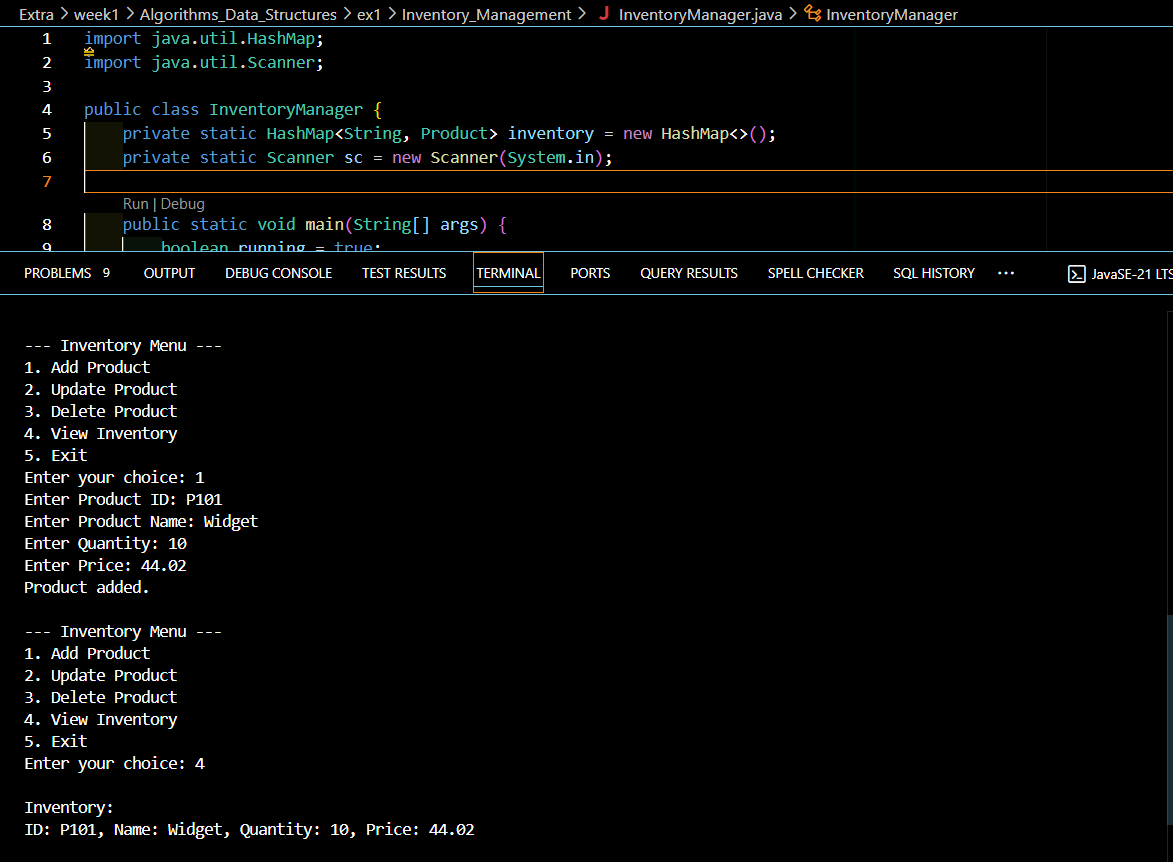 Extra > week1 > Algorithms_Data_Structures > ex1 > Inventory_Management > J InventoryManager.java > InventoryManager
1 import java.util.HashMap;
2 import java.util.Scanner;
3
4 public class InventoryManager {
5 private static HashMap<String, Product> inventory = new HashMap<>();
6 private static Scanner sc = new Scanner(System.in);
7
Run | Debug
8 public static void main(String[] args) {
9 boolean running = true;
PROBLEMS 9 OUTPUT DEBUG CONSOLE TEST RESULTS TERMINAL PORTS QUERY RESULTS SPELL CHECKER SQL HISTORY ··· JavaSE-21 LTS
--- Inventory Menu ---
1. Add Product
2. Update Product
3. Delete Product
4. View Inventory
5. Exit
Enter your choice: 1
Enter Product ID: P101
Enter Product Name: Widget
Enter Quantity: 10
Enter Price: 44.02
Product added.
--- Inventory Menu ---
1. Add Product
2. Update Product
3. Delete Product
4. View Inventory
5. Exit
Enter your choice: 4
Inventory:
ID: P101, Name: Widget, Quantity: 10, Price: 44.02